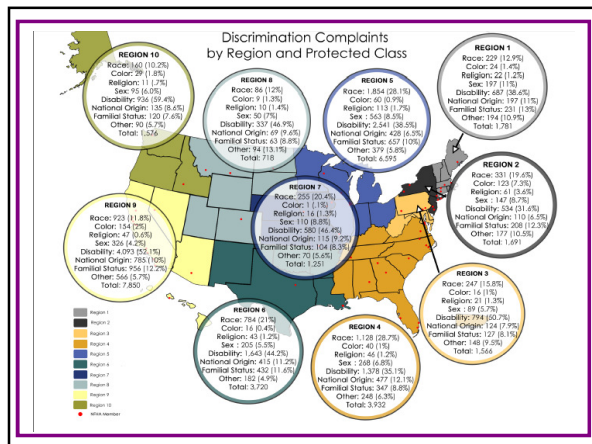 Discrimination Complaints
by Region and Protected Class
REGION 10
Race: 160 (10.2%)
Color: 29 (1.8%)
Religion: 11 (.7%)
Sex: 95 (6.0%)
Disability: 936 (59.4%)
National Origin: 135 (8.6%)
Familial Status: 120 (7.6%)
Other: 90 (5.7%)
Total: 1,576
REGION 8
Race: 86 (12%)
Color: 9 (1.3%)
Religion: 10 (1.4%)
Sex: 50 (7%)
Disability: 337 (46.9%)
National Origin: 69 (9.6%)
Familial Status: 63 (8.8%)
Other: 94 (13.1%)
Total: 718
REGION 5
Race: 1,854 (28.1%)
Color: 60 (0.9%)
Religion: 113 (1.7%)
Sex: 563 (8.5%)
Disability: 2,541 (38.5%)
National Origin: 428 (6.5%)
Familial Status: 657 (10%)
Other: 379 (5.8%)
Total: 6,595
REGION 1
Race: 229 (12.9%)
Color: 24 (1.4%)
Religion: 22 (1.2%)
Sex: 197 (11%)
Disability: 687 (38.6%)
National Origin: 197 (11%)
Familial Status: 231 (13%)
Other: 194 (10.9%)
Total: 1,781
REGION 2
Race: 331 (19.6%)
Color: 123 (7.3%)
Religion: 61 (3.6%)
Sex : 147 (8.7%)
Disability: 534 (31.6%)
National Origin: 110 (6.5%)
Familial Status: 208 (12.3%)
Other: 177 (10.5%)
Total: 1,691
REGION 7
Race: 255 (20.4%)
Color: 1 (.1%)
Religion: 16 (1.3%)
Sex: 110 (8.8%)
Disability: 580 (46.4%)
National Origin: 115 (9.2%)
Familial Status: 104 (8.3%)
Other: 70 (5.6%)
Total: 1,251
REGION 9
Race: 923 (11.8%)
Color: 154 (2%)
Religion: 47 (0.6%)
Sex: 326 (4.2%)
Disability: 4,093 (52.1%)
National Origin: 785 (10%)
Familial Status: 956 (12.2%)
Other: 566 (5.7%)
Total: 7,850
REGION 3
Race: 247 (15.8%)
Color: 16 (1%)
Religion: 21 (1.3%)
Sex: 89 (5.7%)
Disability: 794 (50.7%)
National Origin: 124 (7.9%)
Familial Status: 127 (8.1%)
Other: 148 (9.5%)
Total: 1,566
REGION 6
Race: 784 (21%)
Color: 16 (0.4%)
Religion: 43 (1.2%)
Sex : 205 (5.5%)
Disability: 1,643 (44.2%)
National Origin: 415 (11.2%)
Familial Status: 432 (11.6%)
Other: 182 (4.9%)
Total: 3,720
REGION 4
Race: 1,128 (28.7%)
Color: 40 (1%)
Religion: 46 (1.2%)
Sex: 268 (6.8%)
Disability: 1,378 (35.1%)
National Origin: 477 (12.1%)
Familial Status: 347 (8.8%)
Other: 248 (6.3%)
Total: 3,932
Region 1
Region 2
Region 3
Region 4
Region 5
Region 6
Region 7
Region 8
Region 9
Region 10
NFHA Member